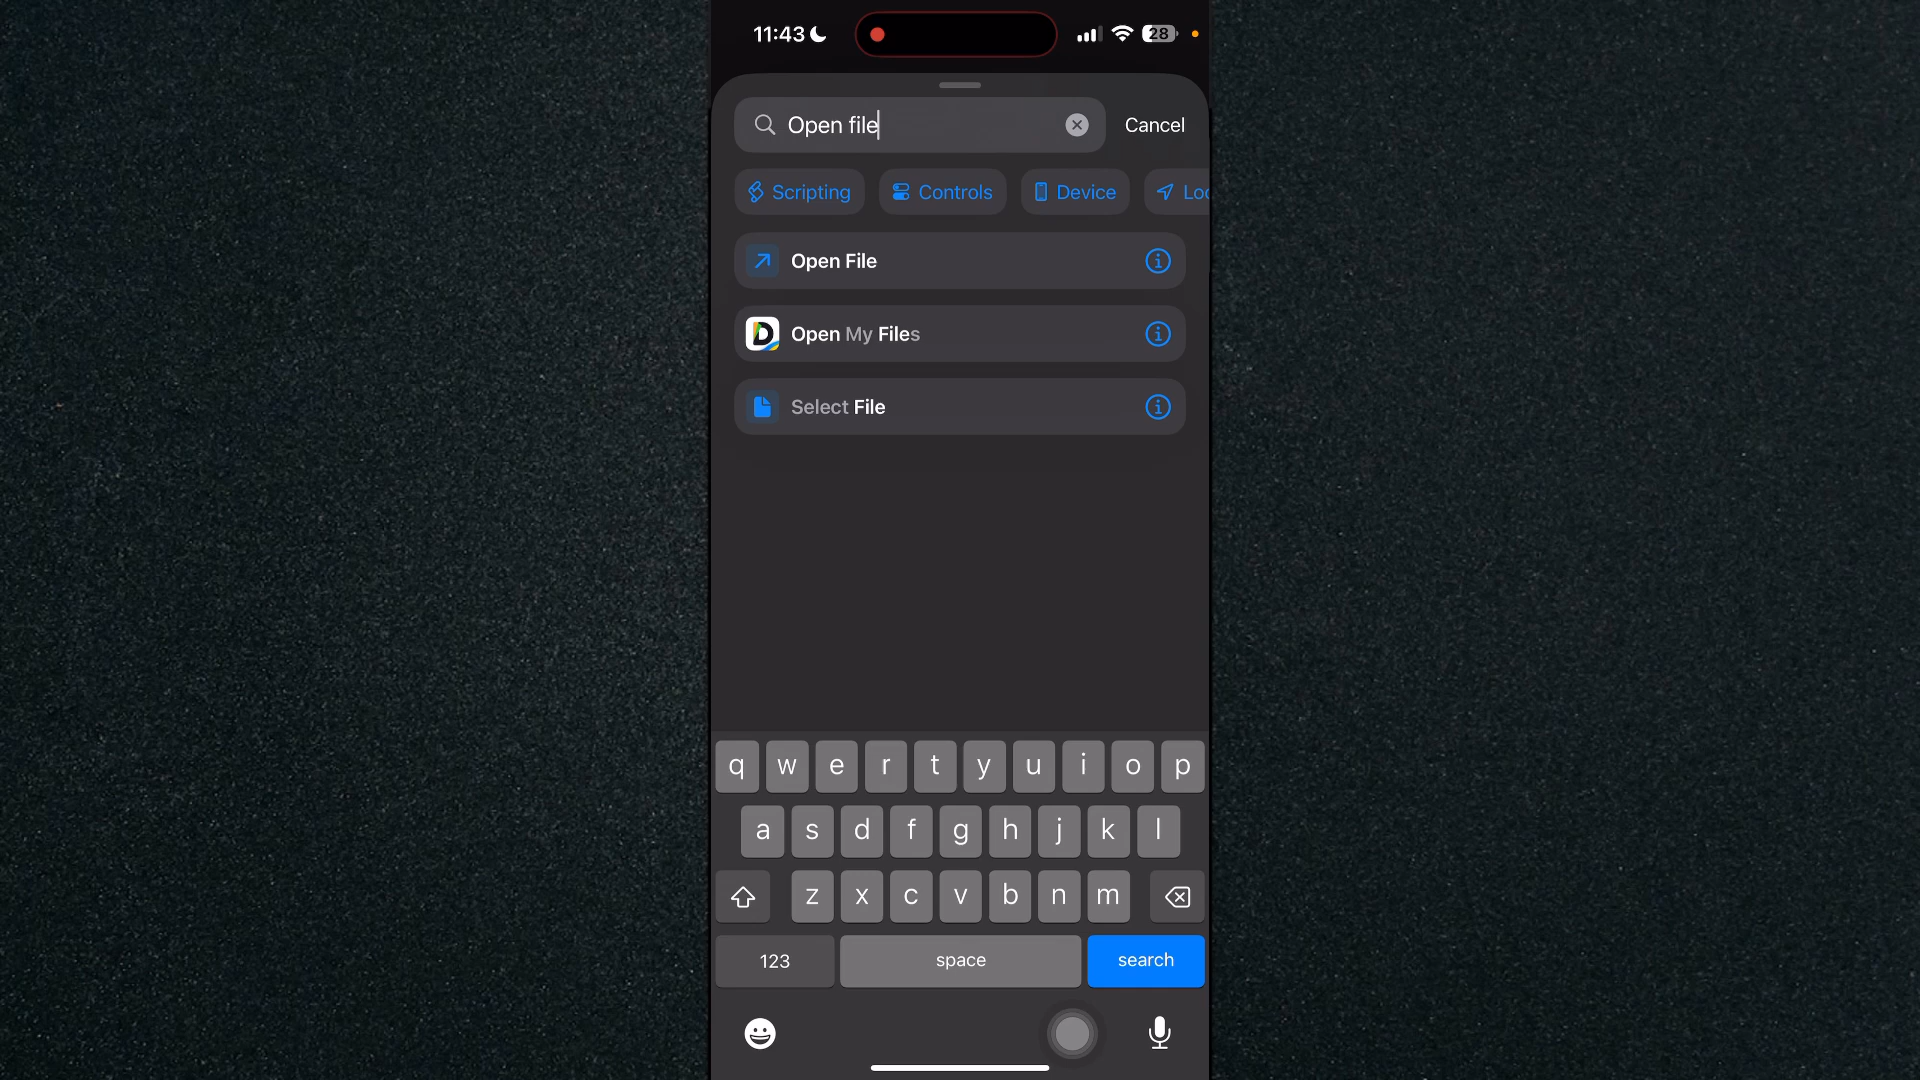 11:43
28
Open file
Cancel
Scripting
Controls
Device
Loc
Open File
Open My Files
Select File
q w e r t y u i o p
a s d f g h j k l
z x c v b n m
123
space
search